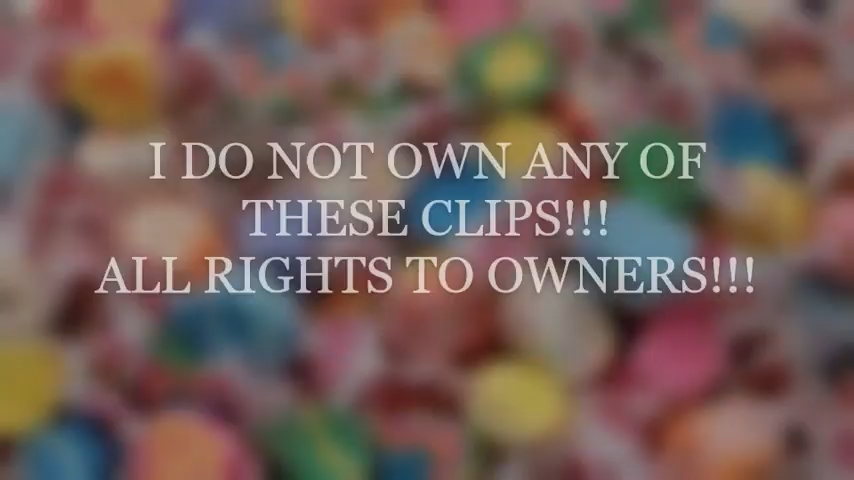 I DO NOT OWN ANY OF
THESE CLIPS!!!
ALL RIGHTS TO OWNERS!!!